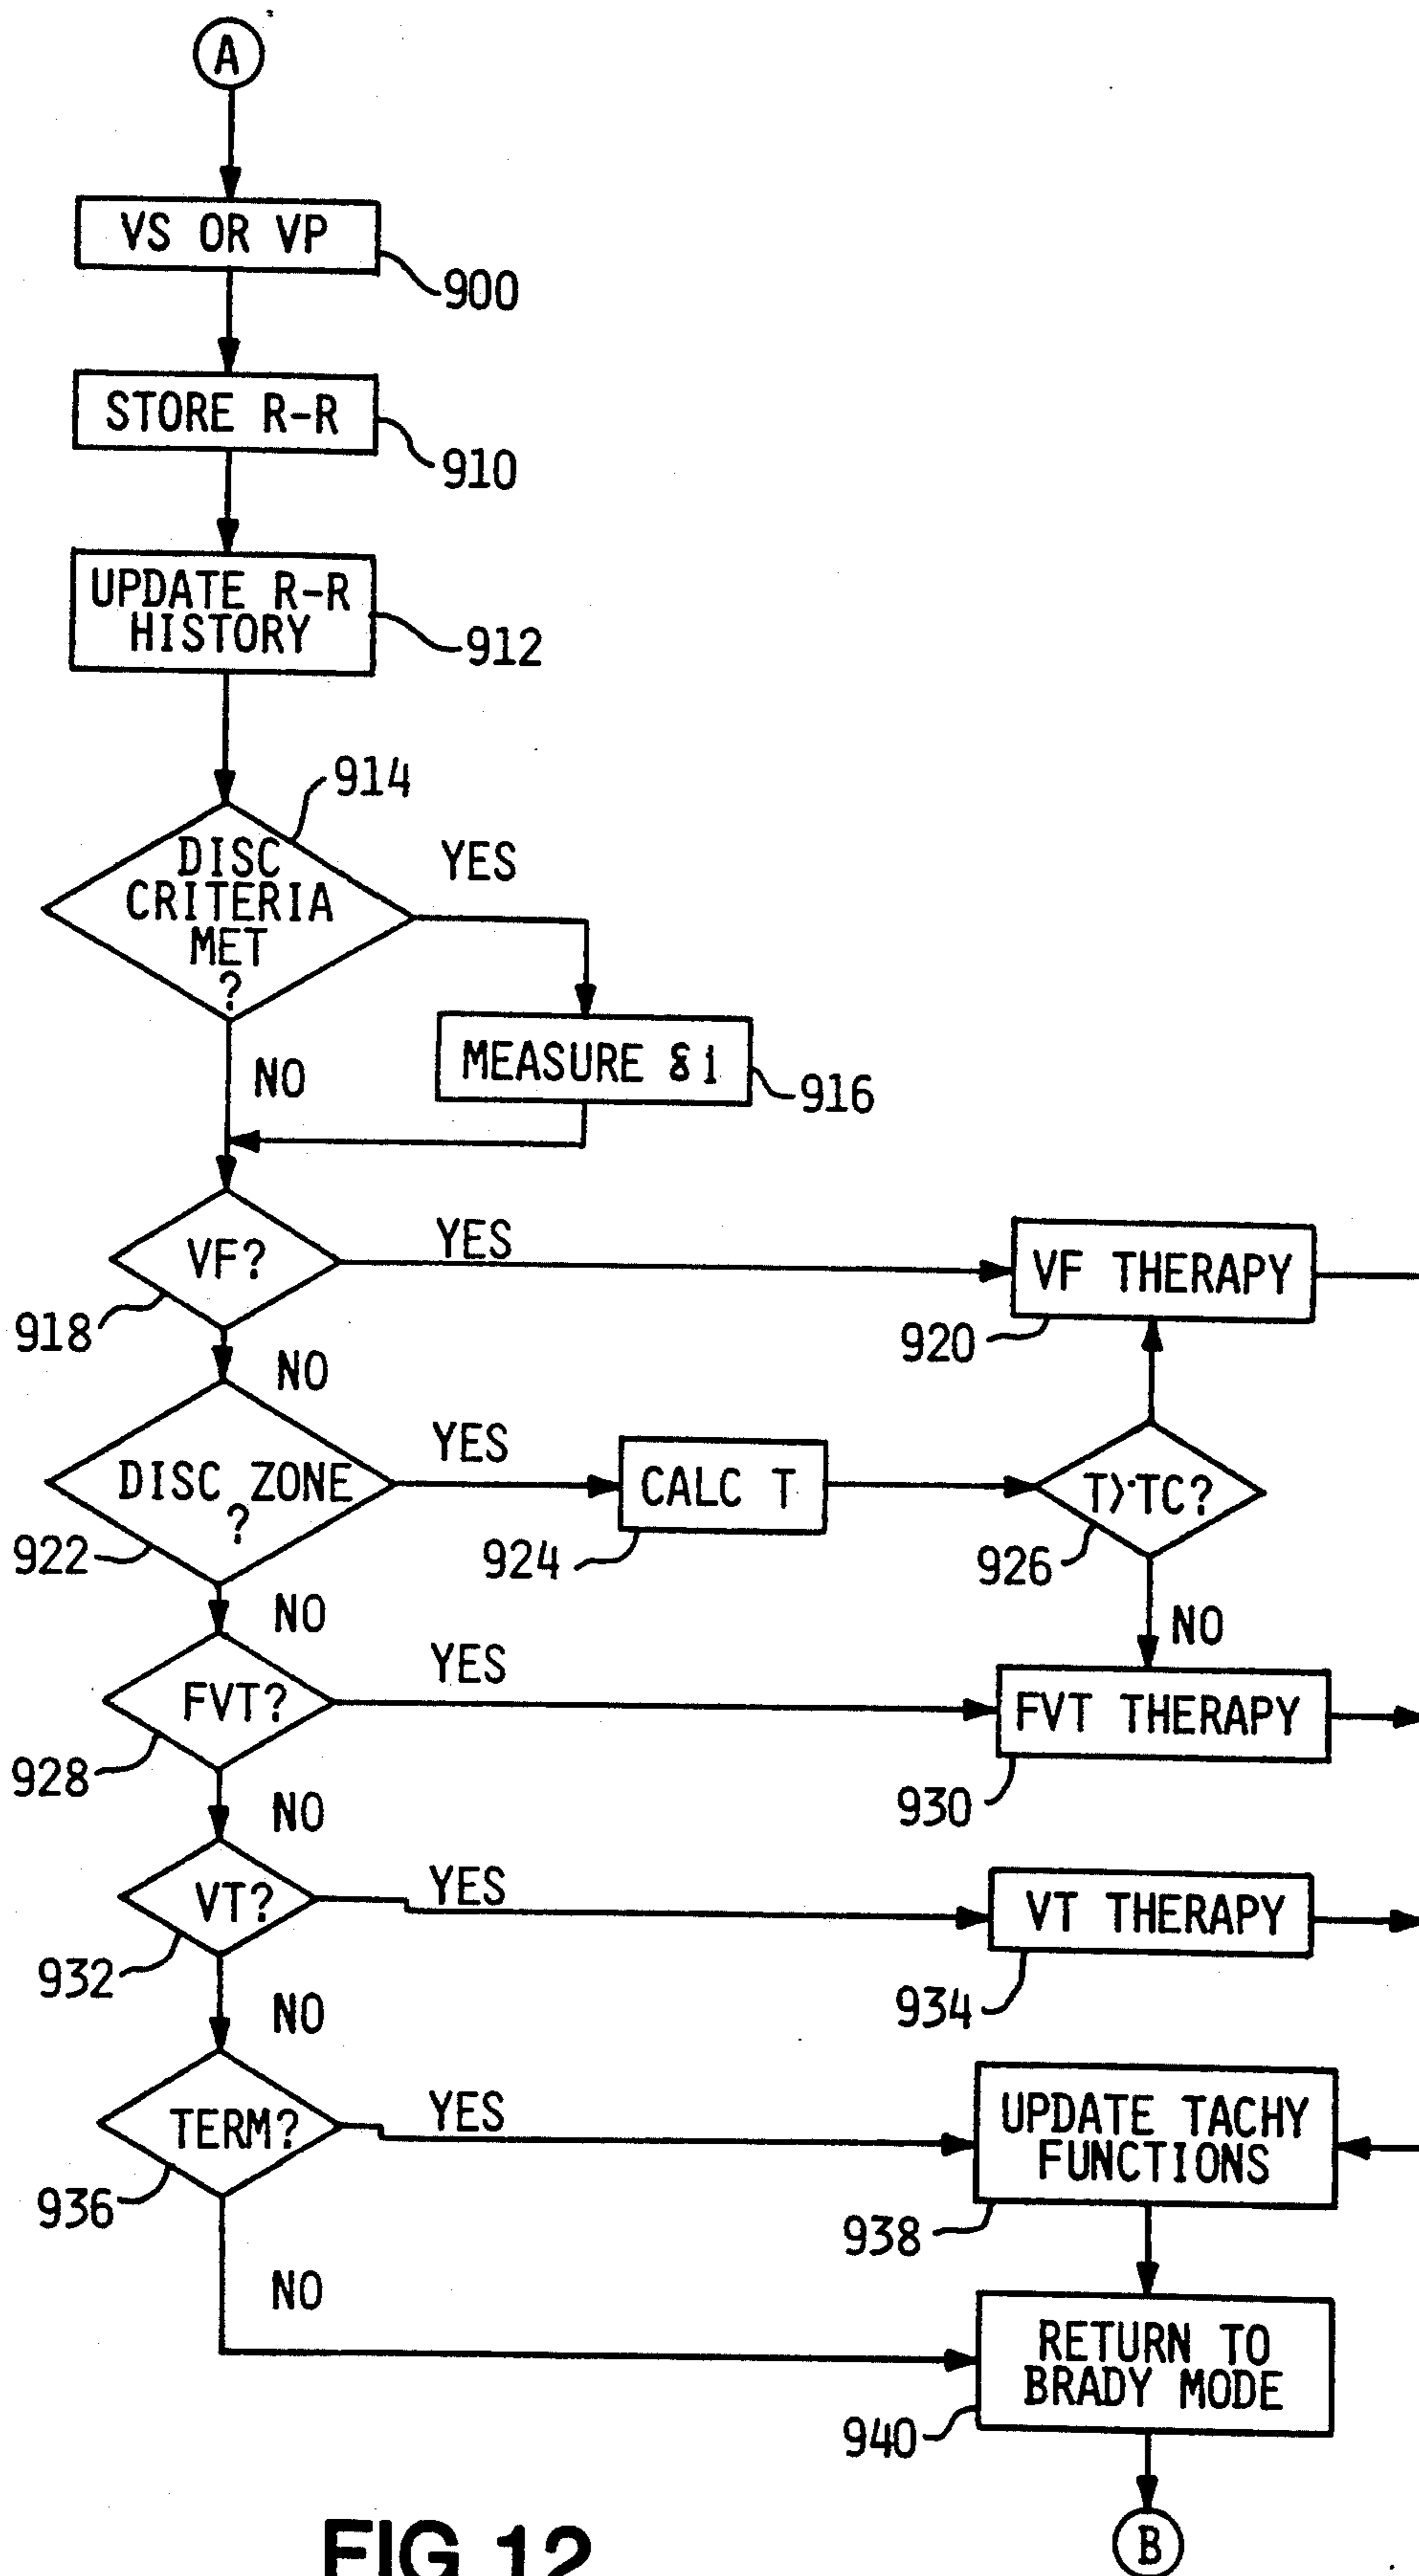 A
VS OR VP
900
STORE R-R
910
UPDATE R-R
HISTORY
912
914
DISC
CRITERIA
MET
?
YES
NO
MEASURE δi
916
VF?
YES
918
NO
VF THERAPY
920
DISC ZONE
?
YES
922
NO
CALC T
924
T>TC?
926
NO
FVT?
YES
928
NO
FVT THERAPY
930
VT?
YES
932
NO
VT THERAPY
934
TERM?
YES
936
NO
UPDATE TACHY
FUNCTIONS
938
RETURN TO
BRADY MODE
940
B
FIG.12